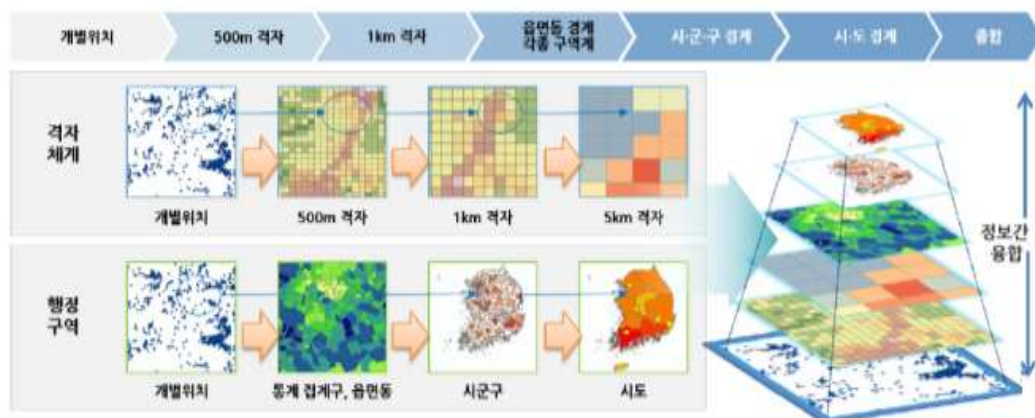 개별위치
500m 격자
1km 격자
읍면동 경계
각종 구역계
시·군·구 경계
시·도 경계
융합
격자
체계
개별위치
500m 격자
1km 격자
5km 격자
행정
구역
개별위치
통계 집계구, 읍면동
시군구
시도
정보간
융합